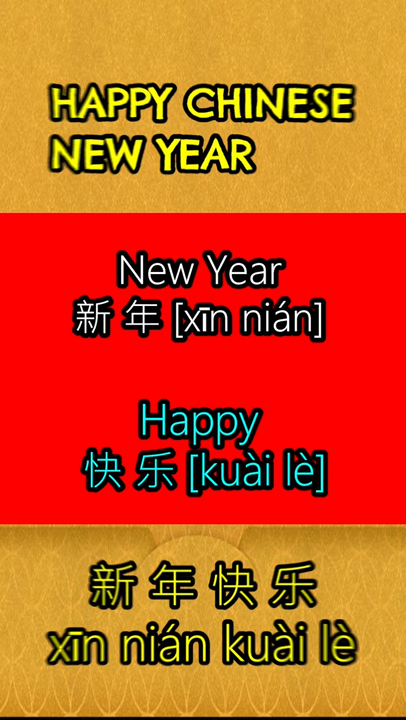 HAPPY CHINESE
NEW YEAR
New Year
新 年 [xīn nián]
Happy
快 乐 [kuài lè]
新 年 快 乐
xīn nián kuài lè